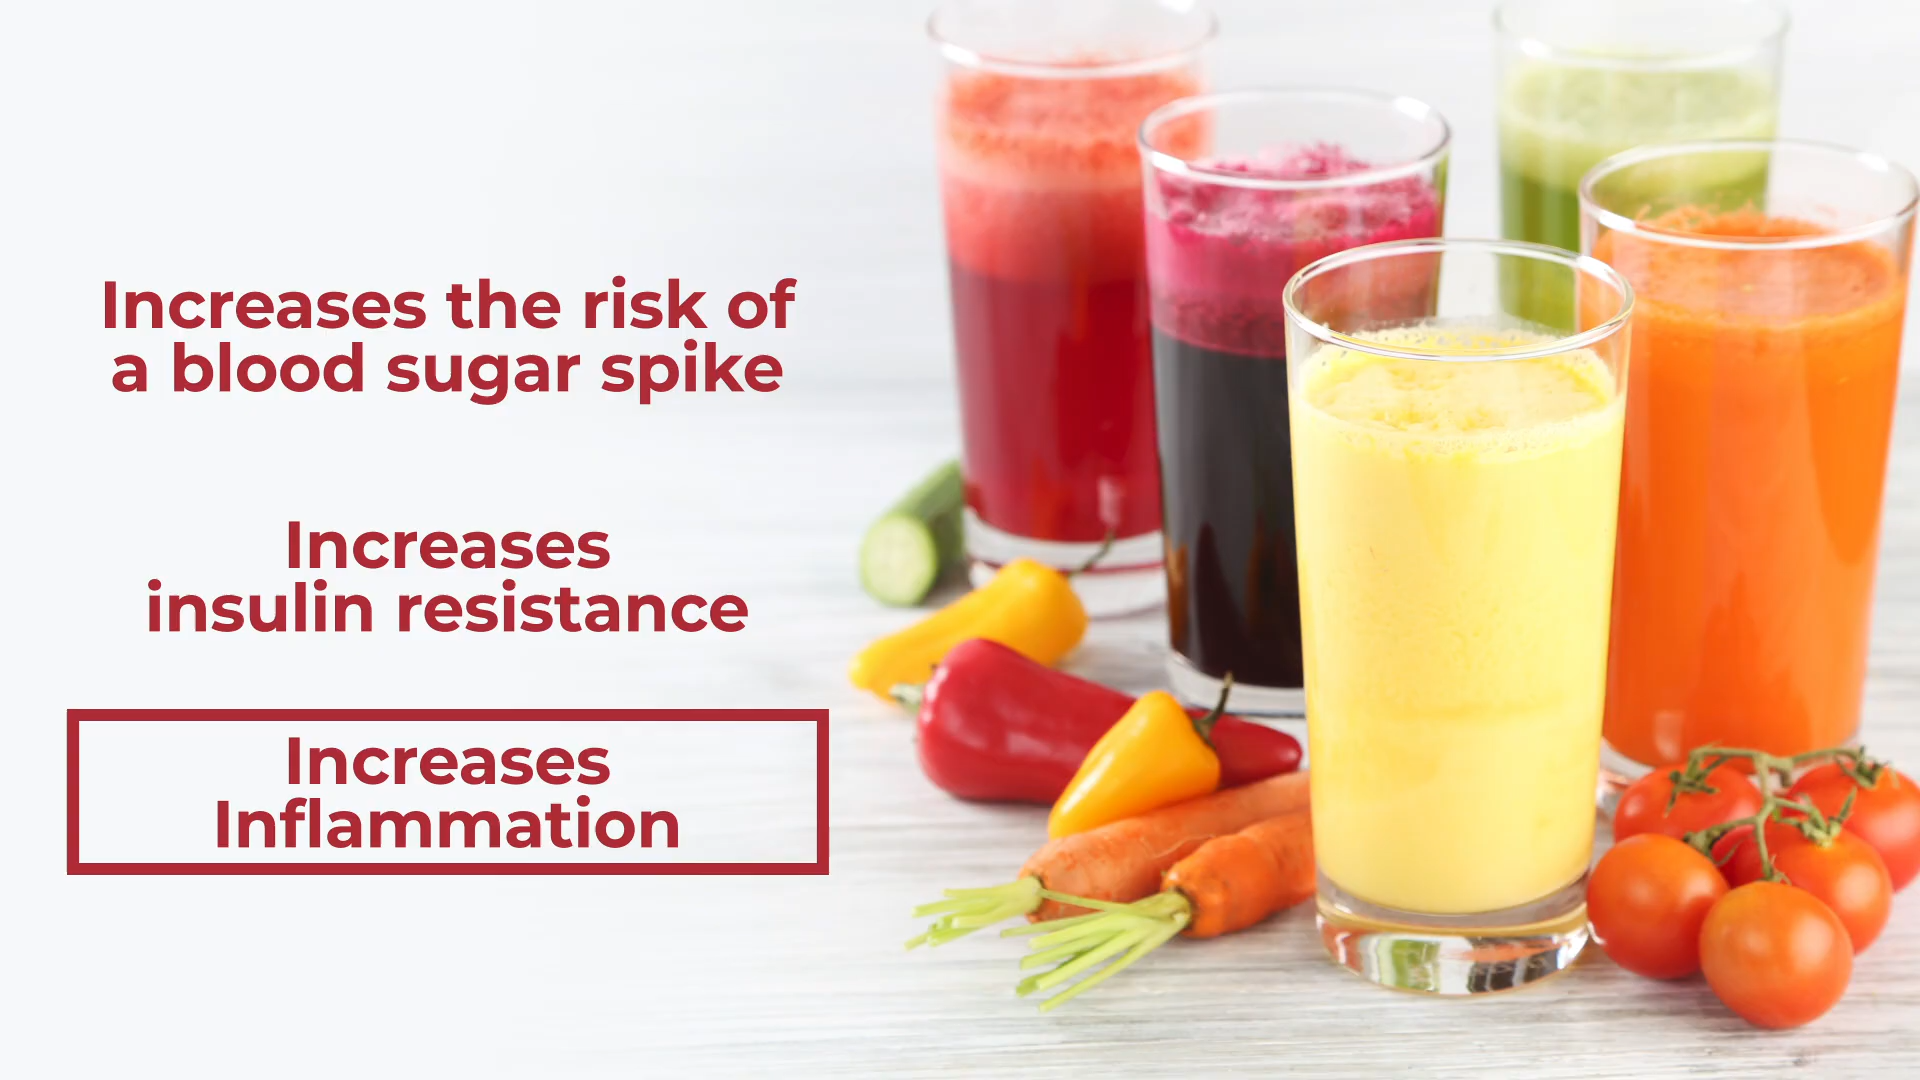 Increases the risk of
a blood sugar spike
Increases
insulin resistance
Increases
Inflammation